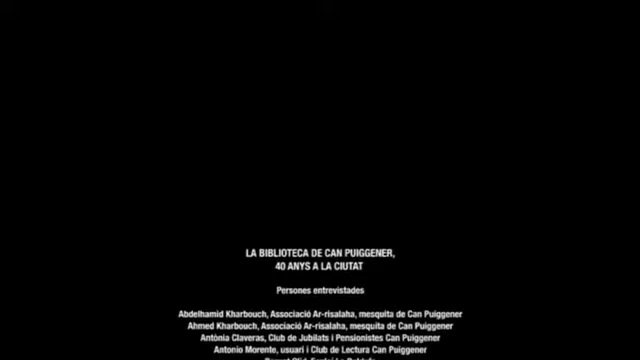 LA BIBLIOTECA DE CAN PUIGGENER,
40 ANYS A LA CIUTAT
Persones entrevistades
Abdelhamid Kharbouch, Associació Ar-risalaha, mesquita de Can Puiggener
Ahmed Kharbouch, Associació Ar-risalaha, mesquita de Can Puiggener
Antònia Claveras, Club de Jubilats i Pensionistes Can Puiggener
Antonio Morente, usuari i Club de Lectura Can Puiggener